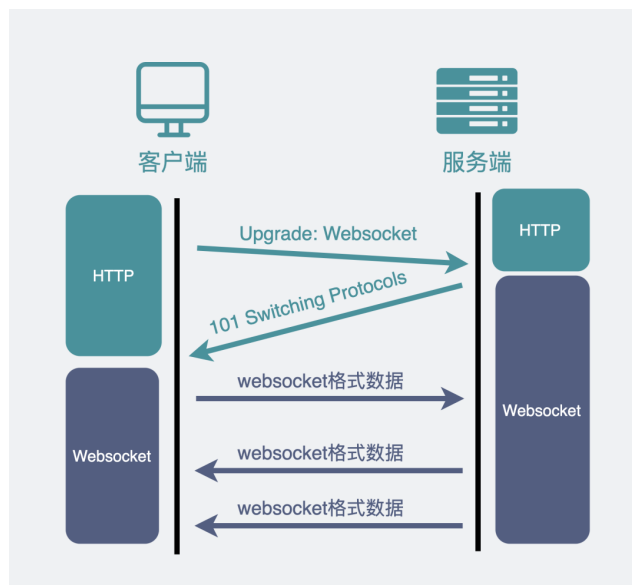 客户端
服务端
HTTP
HTTP
Upgrade: Websocket
101 Switching Protocols
websocket格式数据
Websocket
Websocket
websocket格式数据
websocket格式数据